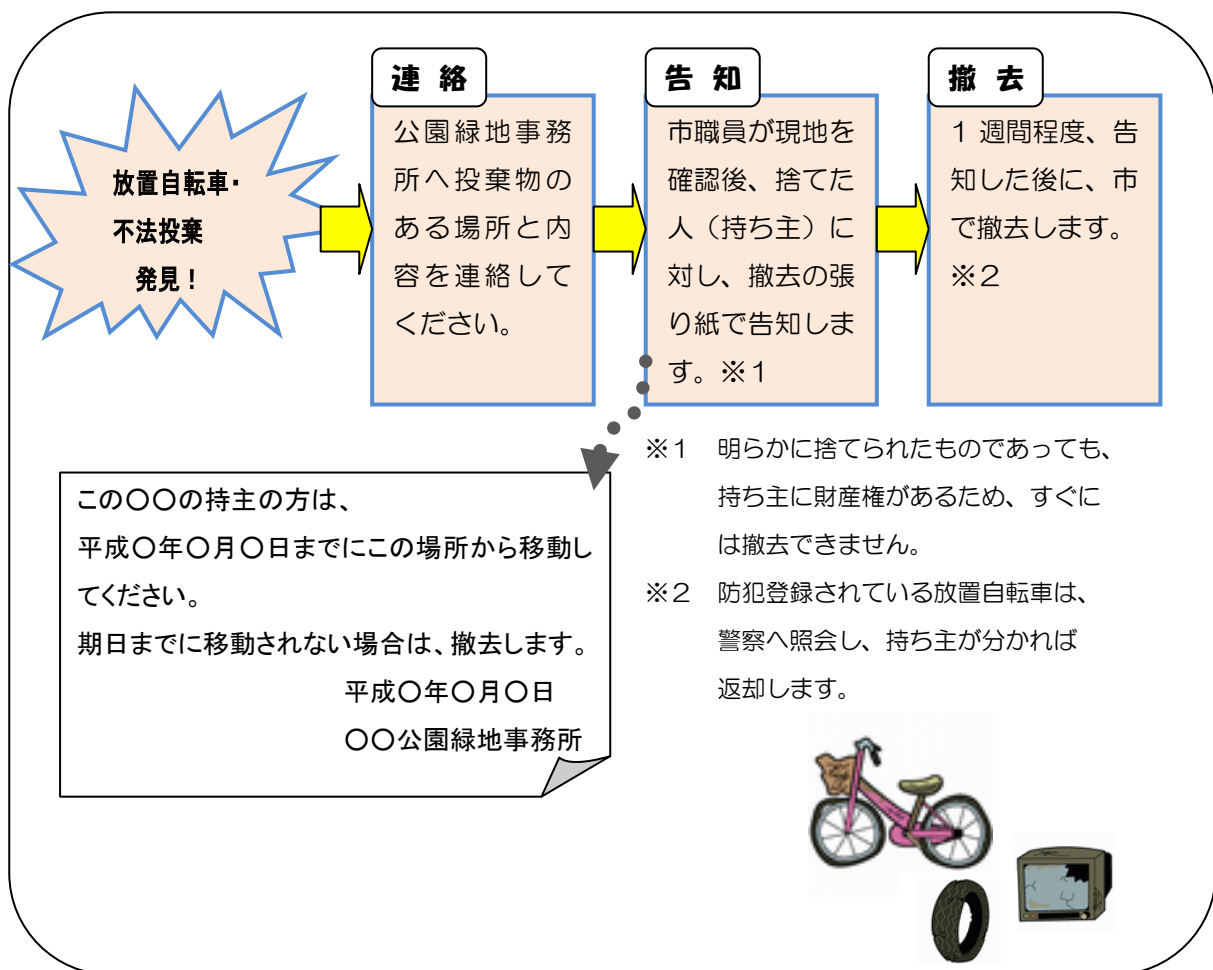 放置自転車・
不法投棄
発見！
連絡
公園緑地事務
所へ投棄物の
ある場所と内
容を連絡して
ください。
告知
市職員が現地を
確認後、捨てた
人（持ち主）に
対し、撤去の張
り紙で告知しま
す。※１
撤去
１週間程度、告
知した後に、市
で撤去します。
※２
※１　明らかに捨てられたものであっても、
持ち主に財産権があるため、すぐに
は撤去できません。
※２　防犯登録されている放置自転車は、
警察へ照会し、持ち主が分かれば
返却します。
この〇〇の持主の方は、
平成〇年〇月〇日までにこの場所から移動し
てください。
期日までに移動されない場合は、撤去します。
平成〇年〇月〇日
〇〇公園緑地事務所